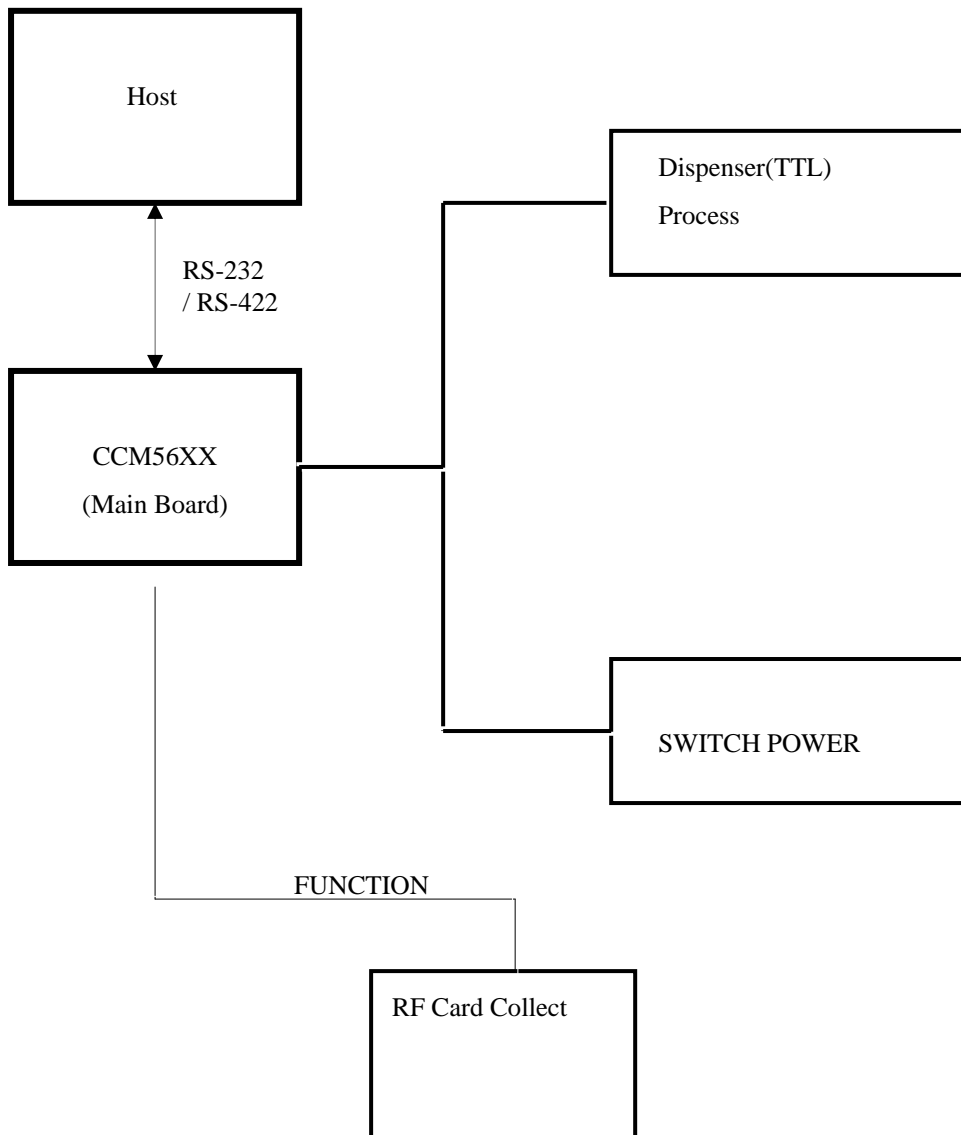 Host
Dispenser(TTL)
Process
RS-232
/ RS-422
CCM56XX
(Main Board)
SWITCH POWER
FUNCTION
RF Card Collect